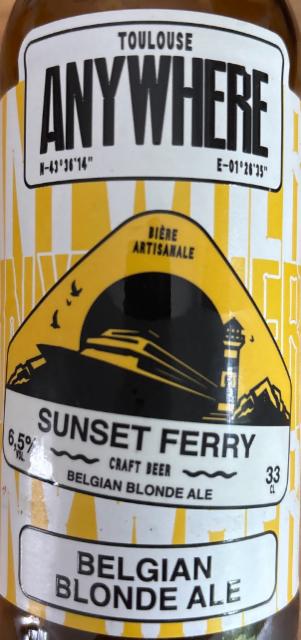 TOULOUSE
ANYWHERE
N-43°36'14" E-01°26'35"
BIÈRE
ARTISANALE
SUNSET FERRY
6,5%
VOL.
CRAFT BEER
33
CL
BELGIAN BLONDE ALE
BELGIAN
BLONDE ALE